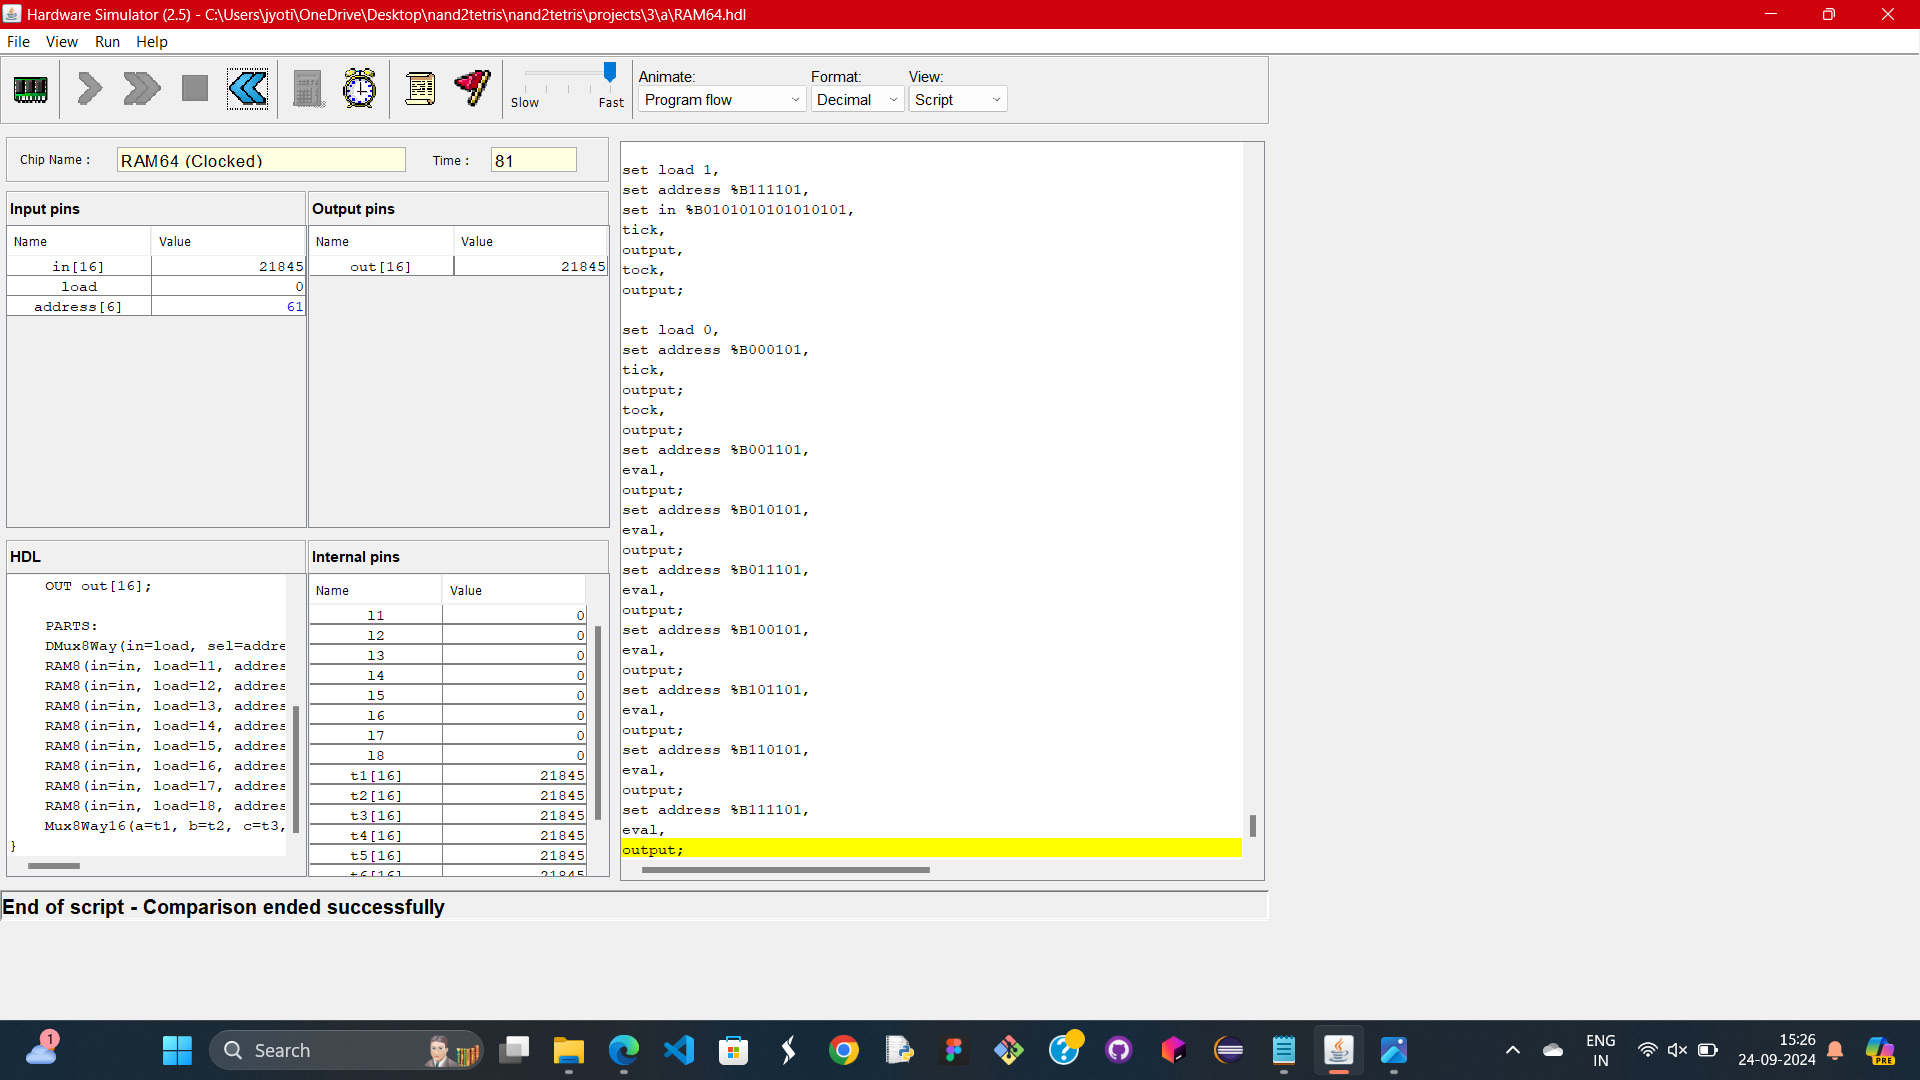 Hardware Simulator (2.5) - C:\Users\jyoti\OneDrive\Desktop\nand2tetris\nand2tetris\projects\3\a\RAM64.hdl
File View Run Help
Slow Fast
Animate: Format: View:
Program flow Decimal Script
Chip Name : RAM64 (Clocked) Time : 81
Input pins
Name Value
in[16] 21845
load 0
address[6] 61
Output pins
Name Value
out[16] 21845
HDL
OUT out[16];
PARTS:
DMux8Way(in=load, sel=addre
RAM8(in=in, load=l1, addres
RAM8(in=in, load=l2, addres
RAM8(in=in, load=l3, addres
RAM8(in=in, load=l4, addres
RAM8(in=in, load=l5, addres
RAM8(in=in, load=l6, addres
RAM8(in=in, load=l7, addres
RAM8(in=in, load=l8, addres
Mux8Way16(a=t1, b=t2, c=t3,
}
Internal pins
Name Value
l1 0
l2 0
l3 0
l4 0
l5 0
l6 0
l7 0
l8 0
t1[16] 21845
t2[16] 21845
t3[16] 21845
t4[16] 21845
t5[16] 21845
t6[16] 21845
set load 1,
set address %B111101,
set in %B0101010101010101,
tick,
output,
tock,
output;
set load 0,
set address %B000101,
tick,
output;
tock,
output;
set address %B001101,
eval,
output;
set address %B010101,
eval,
output;
set address %B011101,
eval,
output;
set address %B100101,
eval,
output;
set address %B101101,
eval,
output;
set address %B110101,
eval,
output;
set address %B111101,
eval,
output;
End of script - Comparison ended successfully
1
Search
ENG
IN
15:26
24-09-2024
PRE